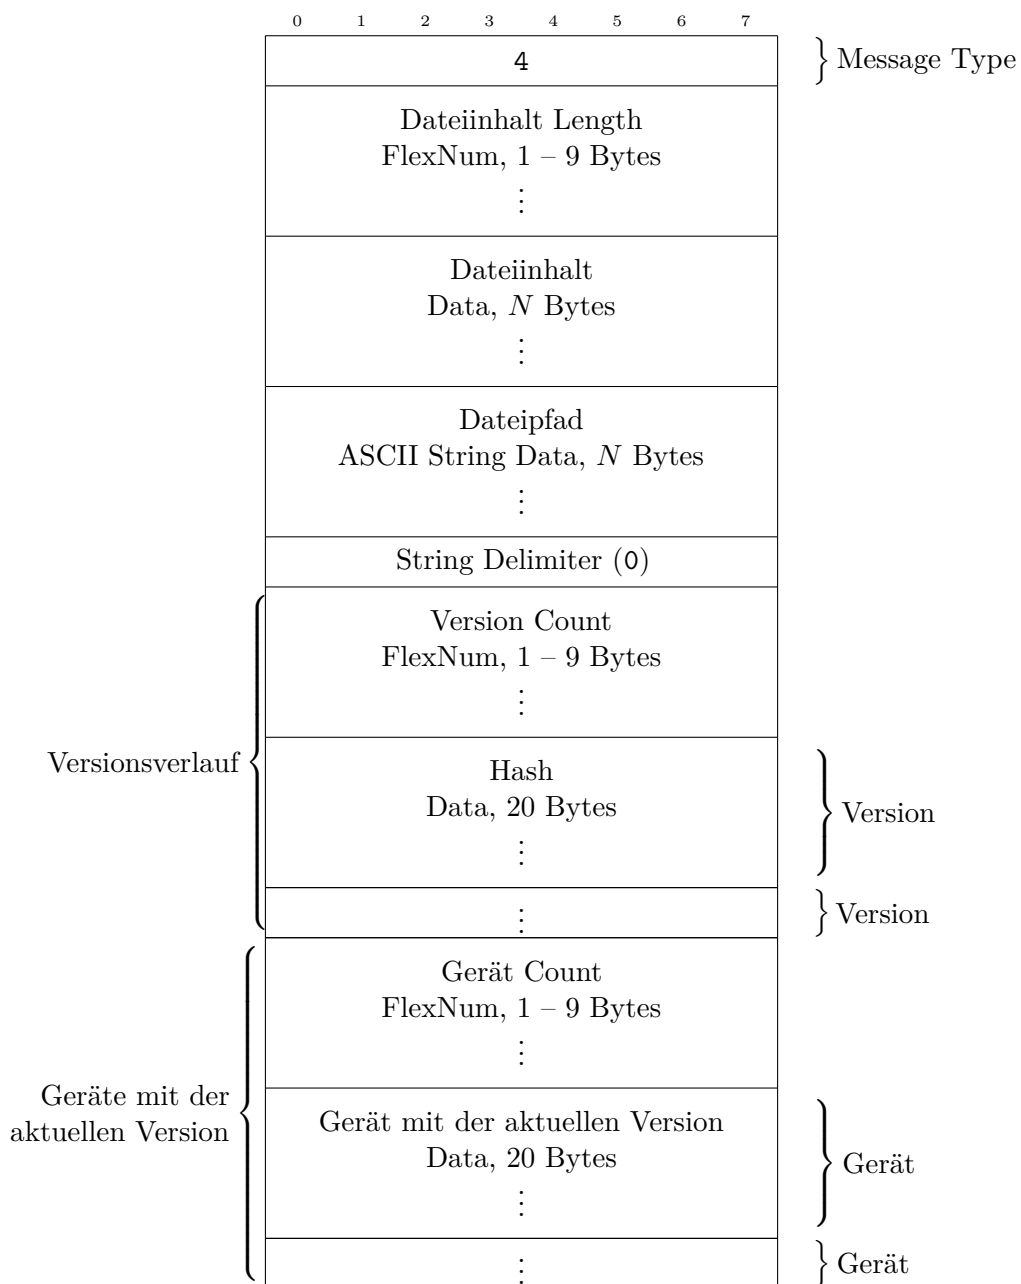 0 1 2 3 4 5 6 7
4
Message Type
Dateiinhalt Length
FlexNum, 1 – 9 Bytes
Dateiinhalt
Data, N Bytes
Dateipfad
ASCII String Data, N Bytes
String Delimiter (0)
Versionsverlauf
Version Count
FlexNum, 1 – 9 Bytes
Hash
Data, 20 Bytes
Version
Version
Geräte mit der
aktuellen Version
Gerät Count
FlexNum, 1 – 9 Bytes
Gerät mit der aktuellen Version
Data, 20 Bytes
Gerät
Gerät